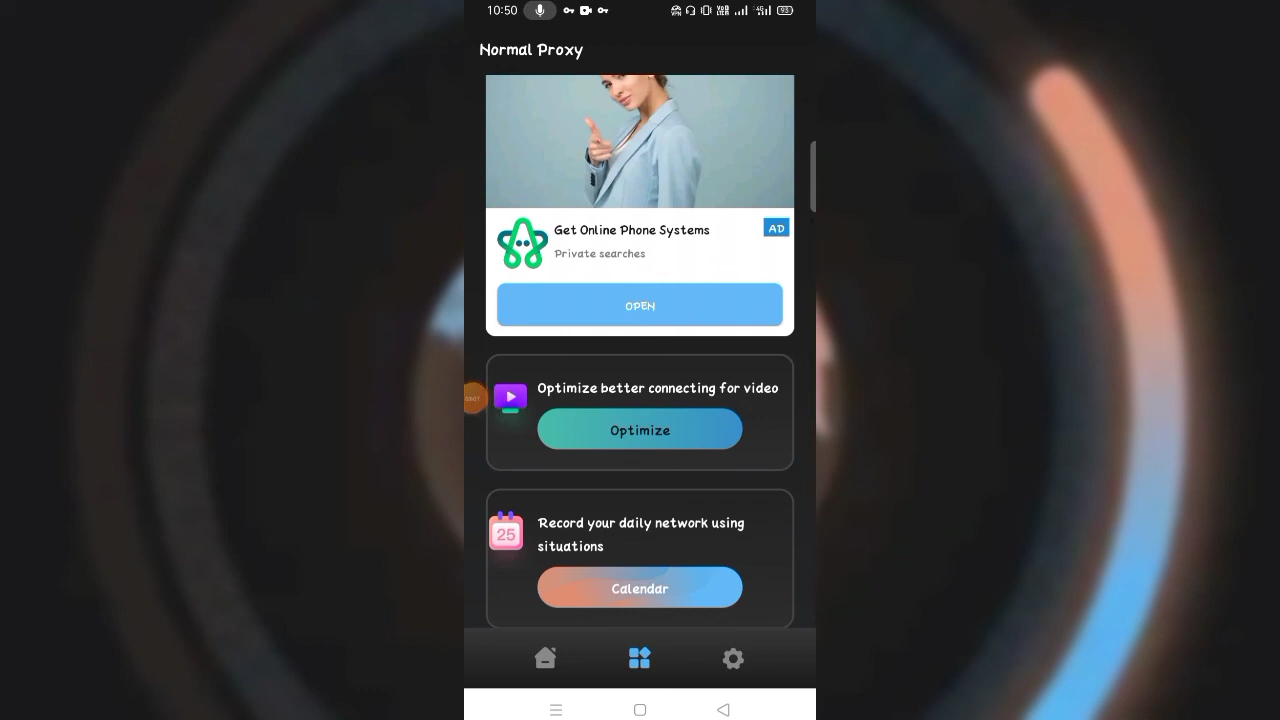 10:50
93
Normal Proxy
Get Online Phone Systems
AD
Private searches
OPEN
Optimize better connecting for video
Optimize
25
Record your daily network using
situations
Calendar